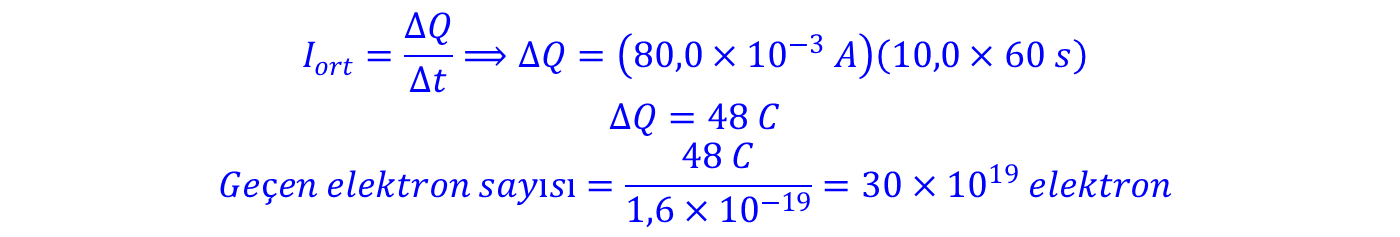 I_ort = ΔQ/Δt ⟹ ΔQ = (80,0 × 10⁻³ A)(10,0 × 60 s)
ΔQ = 48 C
Geçen elektron sayısı = 48 C / 1,6 × 10⁻¹⁹ = 30 × 10¹⁹ elektron